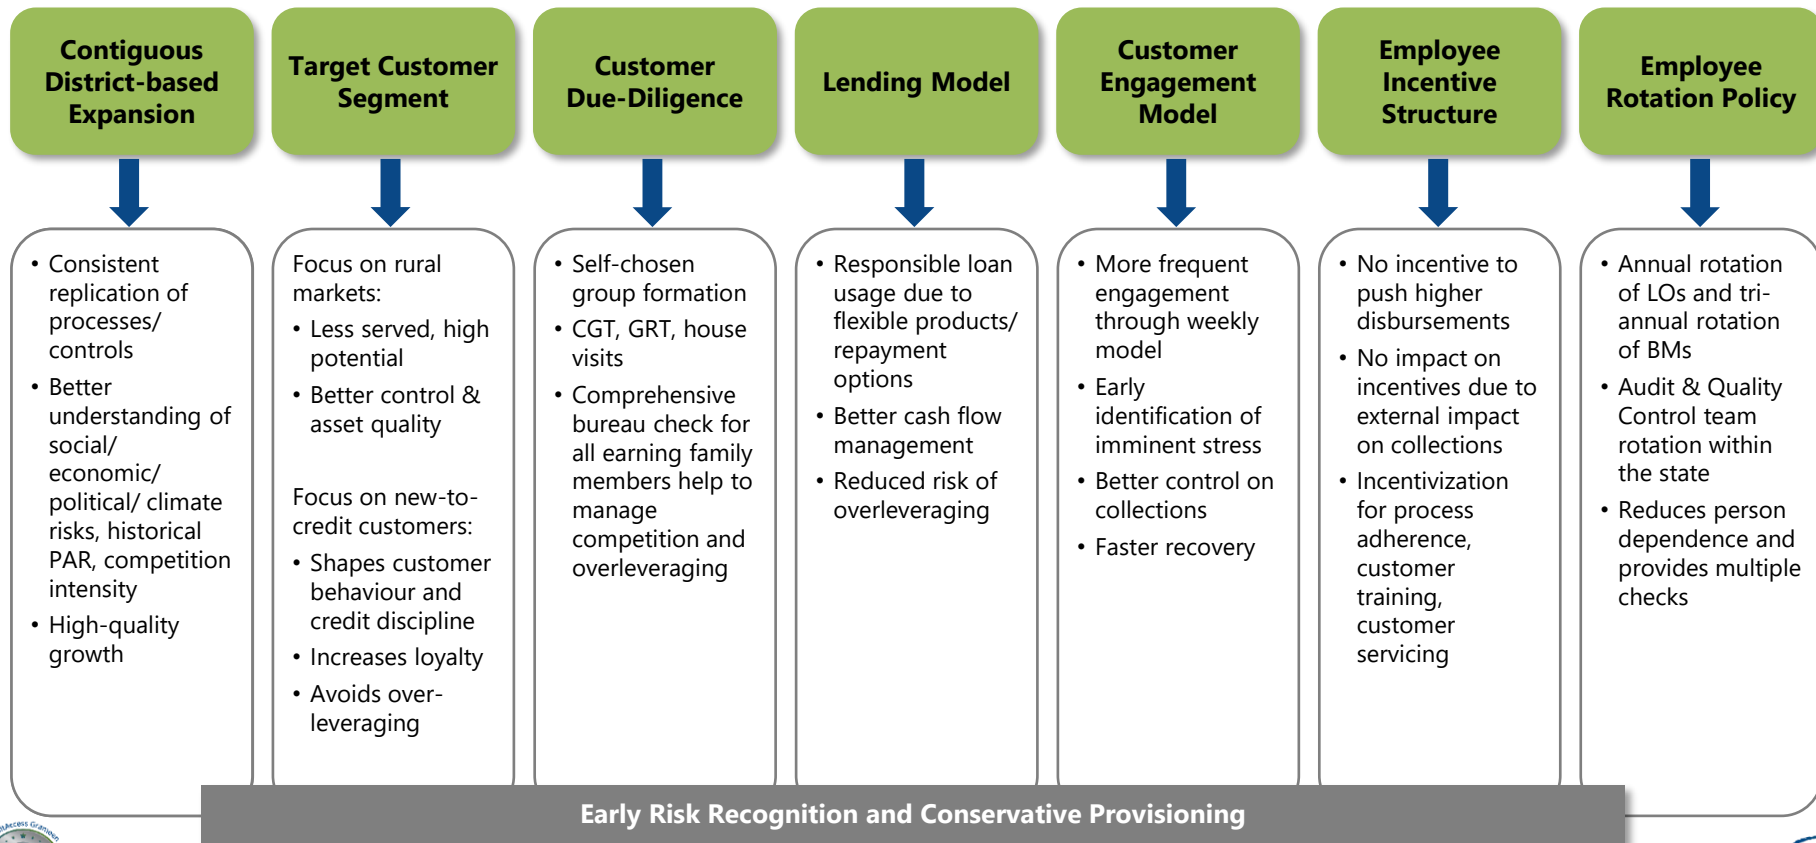 Contiguous
District-based
Expansion
Target Customer
Segment
Customer
Due-Diligence
Lending Model
Customer
Engagement
Model
Employee
Incentive
Structure
Employee
Rotation Policy
• Consistent
replication of
processes/
controls
• Better
understanding of
social/
economic/
political/ climate
risks, historical
PAR, competition
intensity
• High-quality
growth
Focus on rural
markets:
• Less served, high
potential
• Better control &
asset quality
Focus on new-to-
credit customers:
• Shapes customer
behaviour and
credit discipline
• Increases loyalty
• Avoids over-
leveraging
• Self-chosen
group formation
• CGT, GRT, house
visits
• Comprehensive
bureau check for
all earning family
members help to
manage
competition and
overleveraging
• Responsible loan
usage due to
flexible products/
repayment
options
• Better cash flow
management
• Reduced risk of
overleveraging
• More frequent
engagement
through weekly
model
• Early
identification of
imminent stress
• Better control on
collections
• Faster recovery
• No incentive to
push higher
disbursements
• No impact on
incentives due to
external impact
on collections
• Incentivization
for process
adherence,
customer
training,
customer
servicing
• Annual rotation
of LOs and tri-
annual rotation
of BMs
• Audit & Quality
Control team
rotation within
the state
• Reduces person
dependence and
provides multiple
checks
Early Risk Recognition and Conservative Provisioning